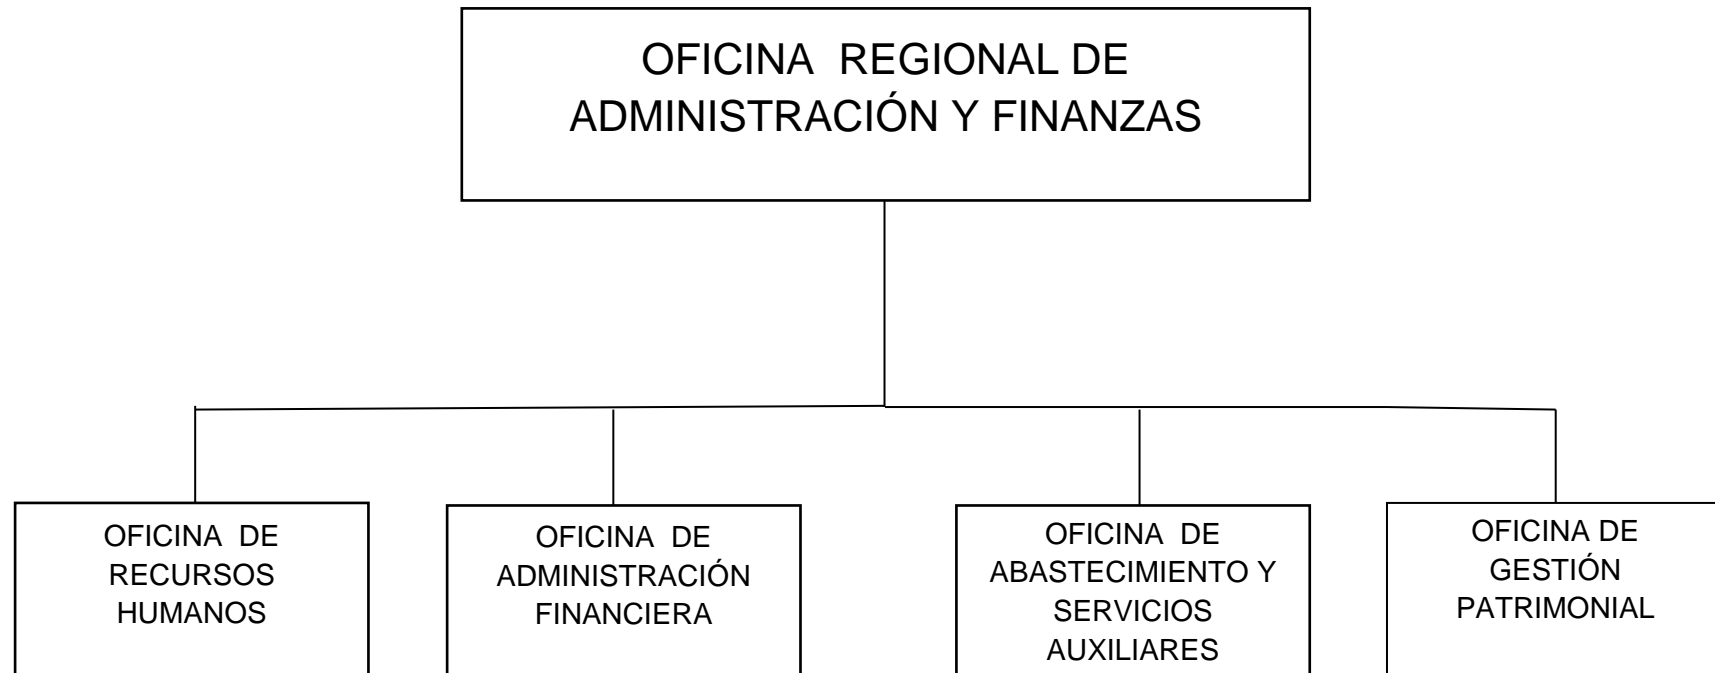 OFICINA REGIONAL DE
ADMINISTRACIÓN Y FINANZAS
OFICINA DE
RECURSOS
HUMANOS
OFICINA DE
ADMINISTRACIÓN
FINANCIERA
OFICINA DE
ABASTECIMIENTO Y
SERVICIOS
AUXILIARES
OFICINA DE
GESTIÓN
PATRIMONIAL